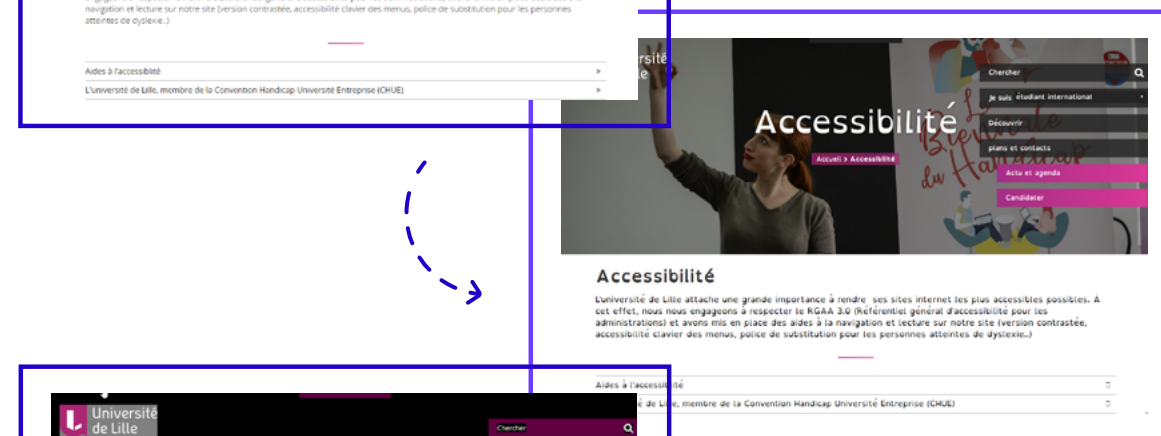 navigation et lecture sur notre site (version contrastée, accessibilité clavier des menus, police de substitution pour les personnes
atteintes de dyslexie..)
Aides à l'accessiblité
L'université de Lille, membre de la Convention Handicap Université Entreprise (CHUE)
Accessibilité
Accueil > Accessibilité
Chercher
Je suis étudiant international
Découvrir
plans et contacts
Actu et agenda
Candidater
La
Biennale
du Handicap
Accessibilité
L'université de Lille attache une grande importance à rendre ses sites internet les plus accessibles possibles. A
cet effet, nous nous engageons à respecter le RGAA 3.0 (Référentiel général d'accessibilité pour les
administrations) et avons mis en place des aides à la navigation et lecture sur notre site (version contrastée,
accessibilité clavier des menus, police de substitution pour les personnes atteintes de dyslexie..)
Aides à l'accessibilité
é de Lille, membre de la Convention Handicap Université Entreprise (CHUE)
Université
de Lille
Chercher